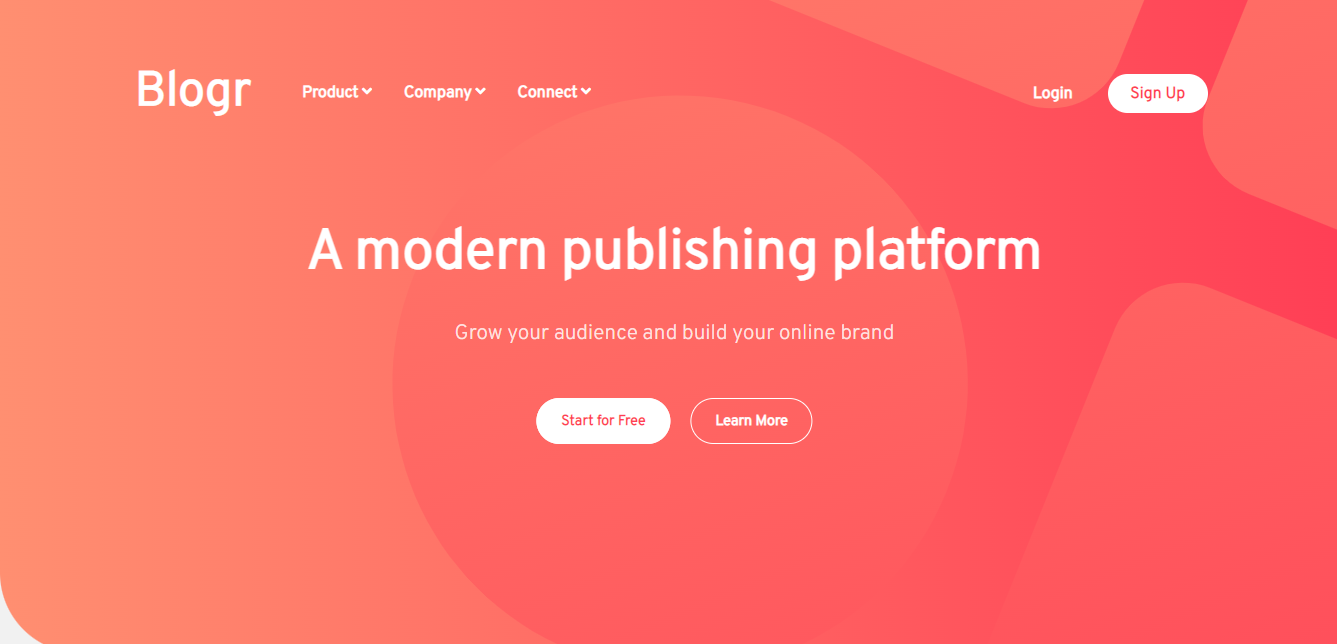 Blogr Product Company Connect Login Sign Up
A modern publishing platform
Grow your audience and build your online brand
Start for Free Learn More